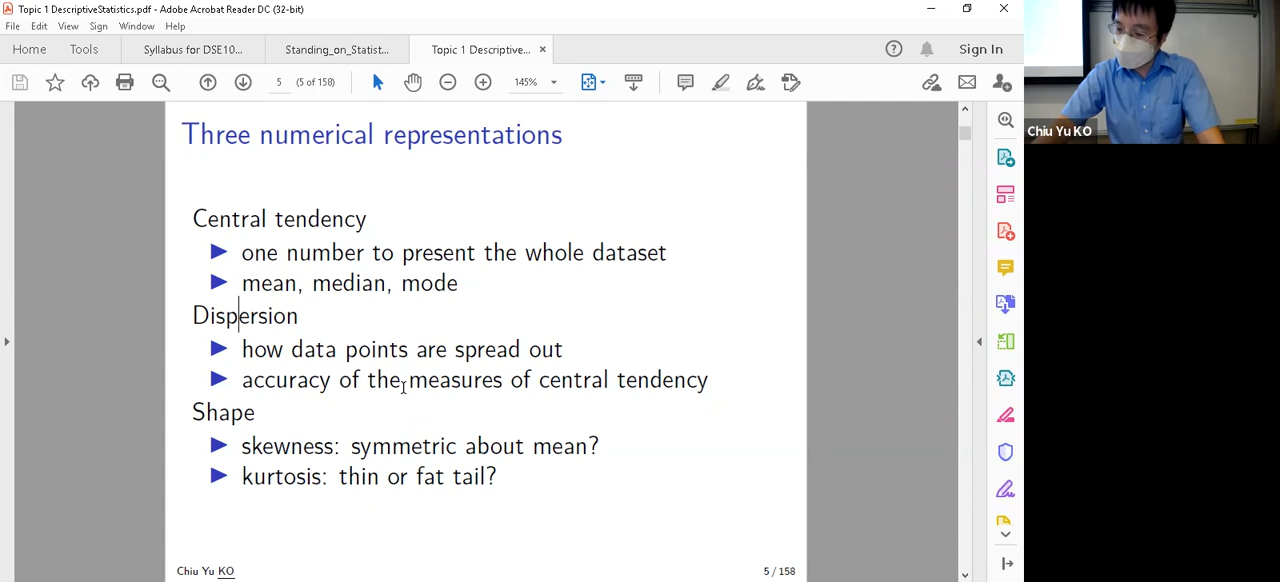 Topic 1 DescriptiveStatistics.pdf - Adobe Acrobat Reader DC (32-bit)
File Edit View Sign Window Help
Home Tools Syllabus for DSE10... Standing_on_Statist... Topic 1 Descriptive... Sign In
5 (5 of 158) 145%
Three numerical representations
Central tendency
one number to present the whole dataset
mean, median, mode
Dispersion
how data points are spread out
accuracy of the measures of central tendency
Shape
skewness: symmetric about mean?
kurtosis: thin or fat tail?
Chiu Yu KO 5 / 158
Chiu Yu KO